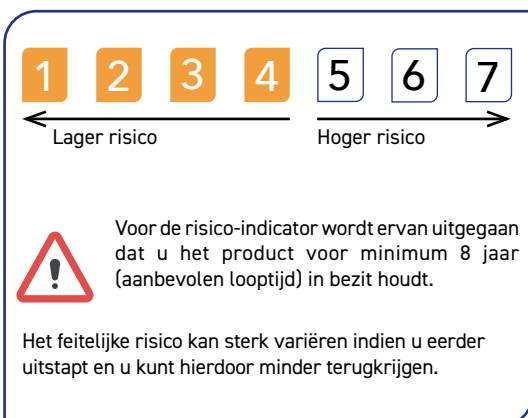 1 2 3 4 5 6 7
Lager risico Hoger risico
Voor de risico-indicator wordt ervan uitgegaan
dat u het product voor minimum 8 jaar
(aanbevolen looptijd) in bezit houdt.
Het feitelijke risico kan sterk variëren indien u eerder
uitstapt en u kunt hierdoor minder terugkrijgen.